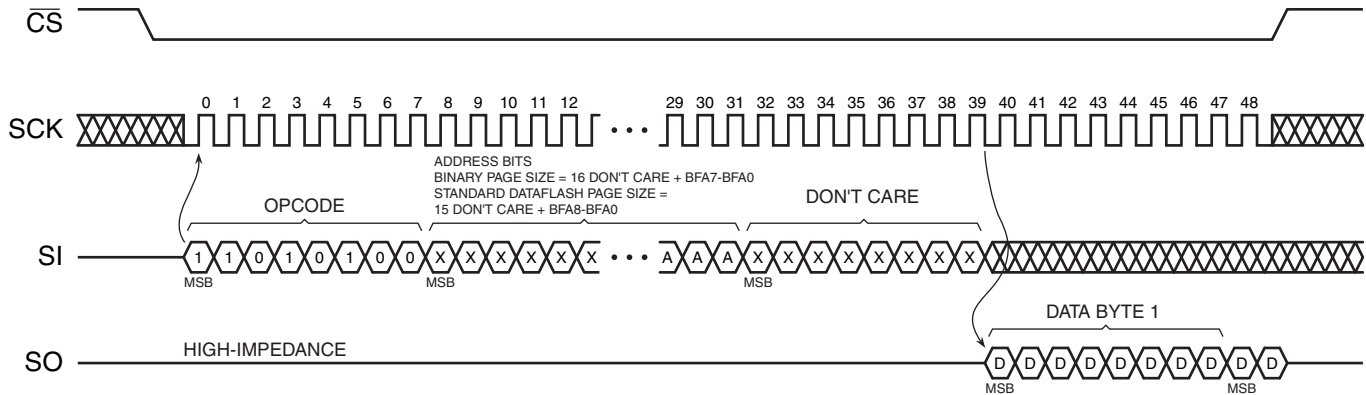 CS
SCK
0 1 2 3 4 5 6 7 8 9 10 11 12 29 30 31 32 33 34 35 36 37 38 39 40 41 42 43 44 45 46 47 48
ADDRESS BITS
BINARY PAGE SIZE = 16 DON'T CARE + BFA7-BFA0
STANDARD DATAFLASH PAGE SIZE =
15 DON'T CARE + BFA8-BFA0
OPCODE
DON'T CARE
SI
1 1 0 1 0 1 0 0 X X X X X X • • • A A A X X X X X X X X
MSB MSB MSB
DATA BYTE 1
SO
HIGH-IMPEDANCE
D D D D D D D D D D
MSB MSB